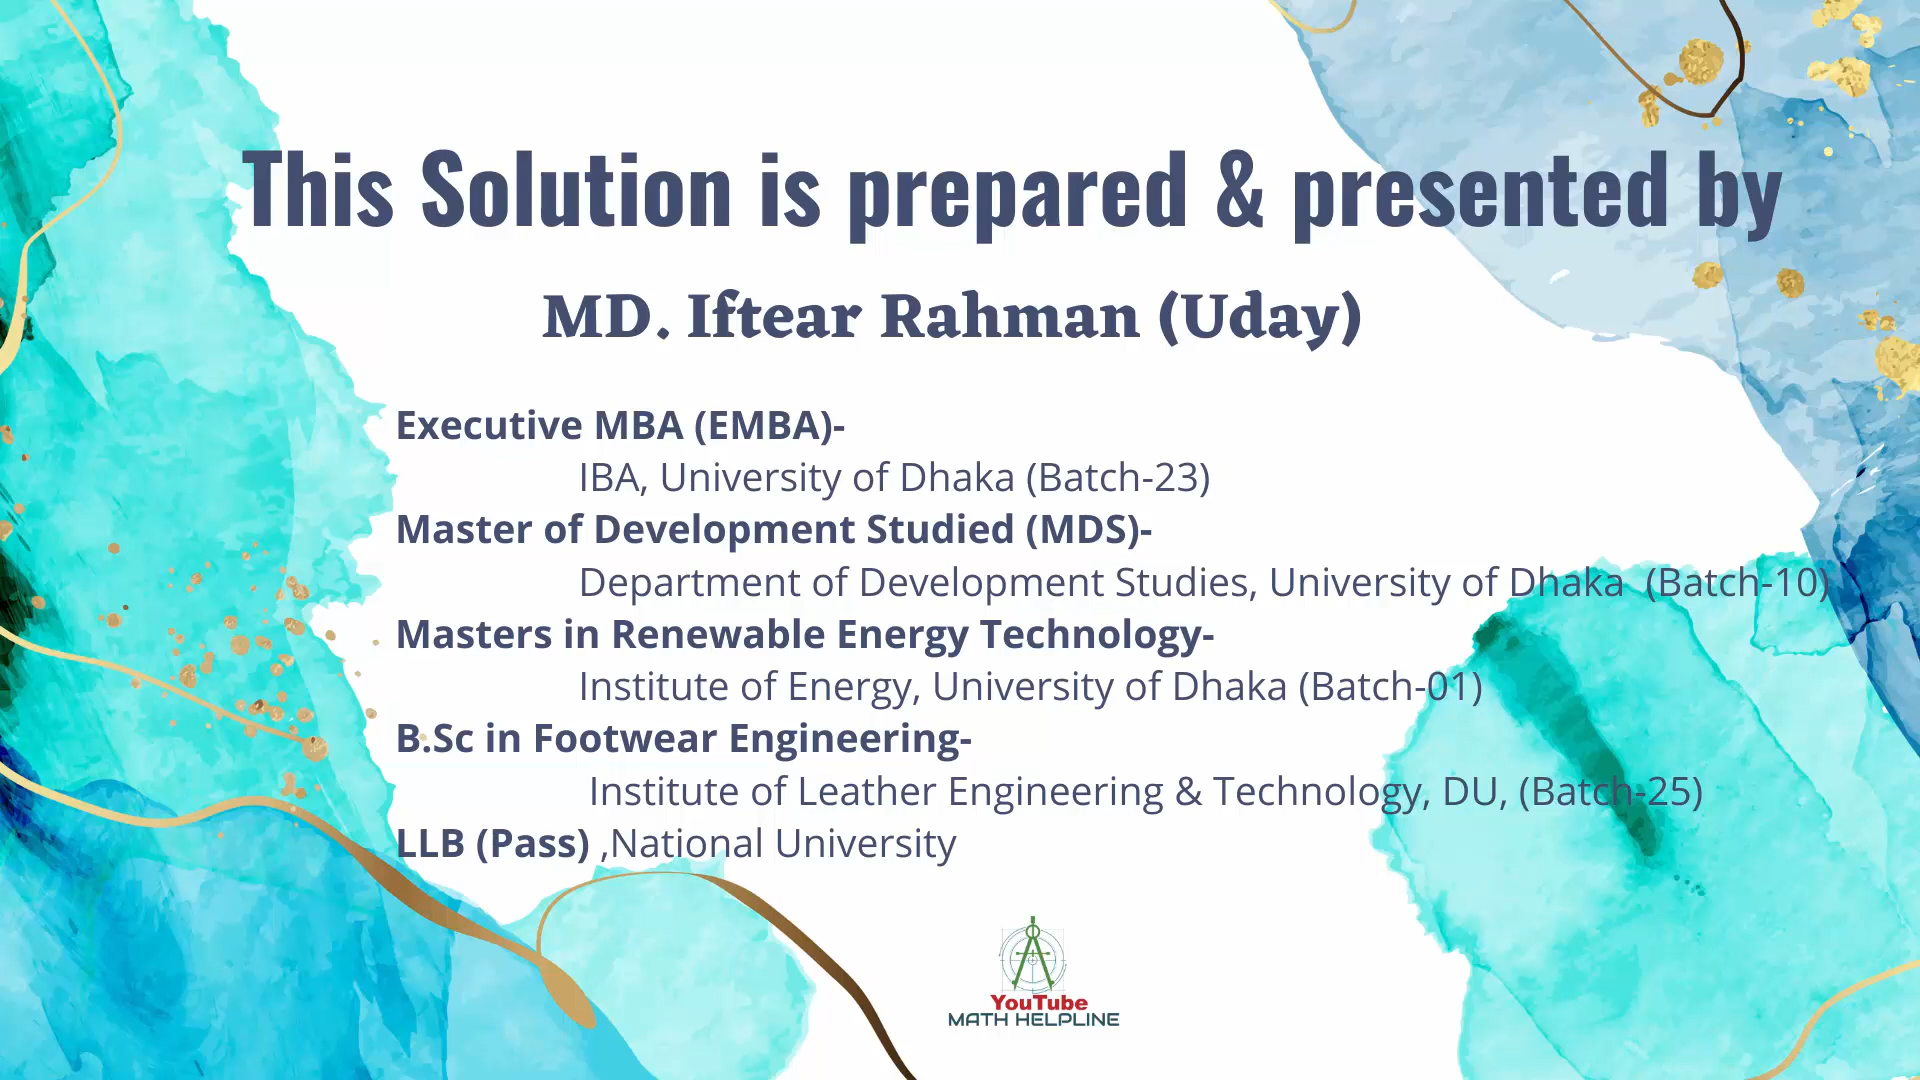 This Solution is prepared & presented by
MD. Iftear Rahman (Uday)
Executive MBA (EMBA)-
IBA, University of Dhaka (Batch-23)
Master of Development Studied (MDS)-
Department of Development Studies, University of Dhaka (Batch-10)
Masters in Renewable Energy Technology-
Institute of Energy, University of Dhaka (Batch-01)
B.Sc in Footwear Engineering-
Institute of Leather Engineering & Technology, DU, (Batch-25)
LLB (Pass) ,National University
YouTube
MATH HELPLINE